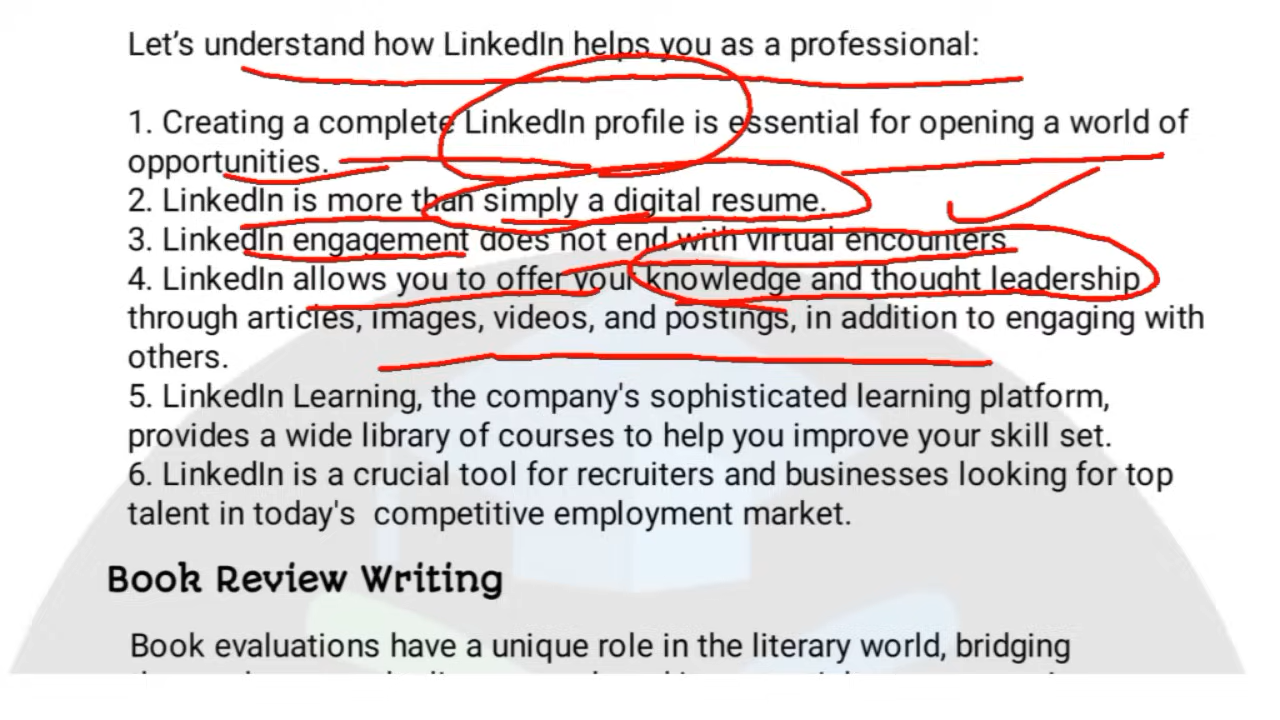 Let’s understand how LinkedIn helps you as a professional:
1. Creating a complete LinkedIn profile is essential for opening a world of
opportunities.
2. LinkedIn is more than simply a digital resume.
3. LinkedIn engagement does not end with virtual encounters.
4. LinkedIn allows you to offer your knowledge and thought leadership
through articles, images, videos, and postings, in addition to engaging with
others.
5. LinkedIn Learning, the company's sophisticated learning platform,
provides a wide library of courses to help you improve your skill set.
6. LinkedIn is a crucial tool for recruiters and businesses looking for top
talent in today's  competitive employment market.
Book Review Writing
Book evaluations have a unique role in the literary world, bridging